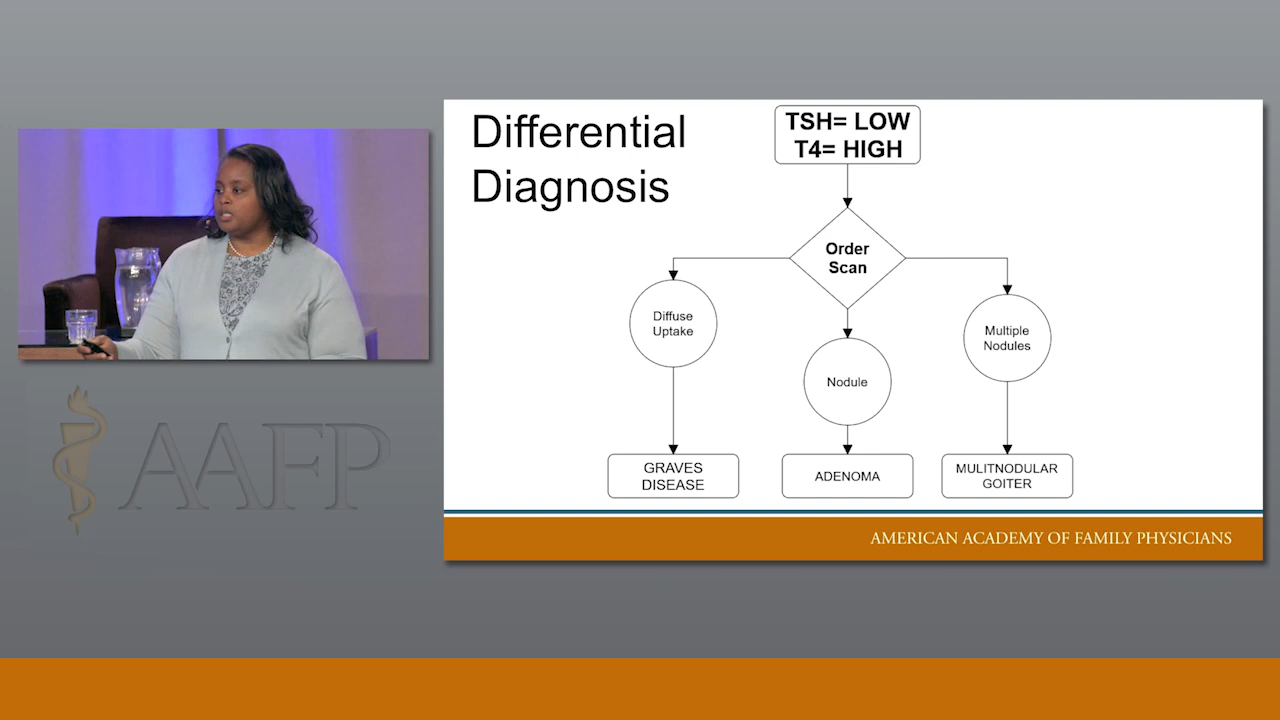 Differential
Diagnosis
TSH= LOW
T4= HIGH
Order
Scan
Diffuse
Uptake
Nodule
Multiple
Nodules
GRAVES
DISEASE
ADENOMA
MULITNODULAR
GOITER
AMERICAN ACADEMY OF FAMILY PHYSICIANS
AAFP